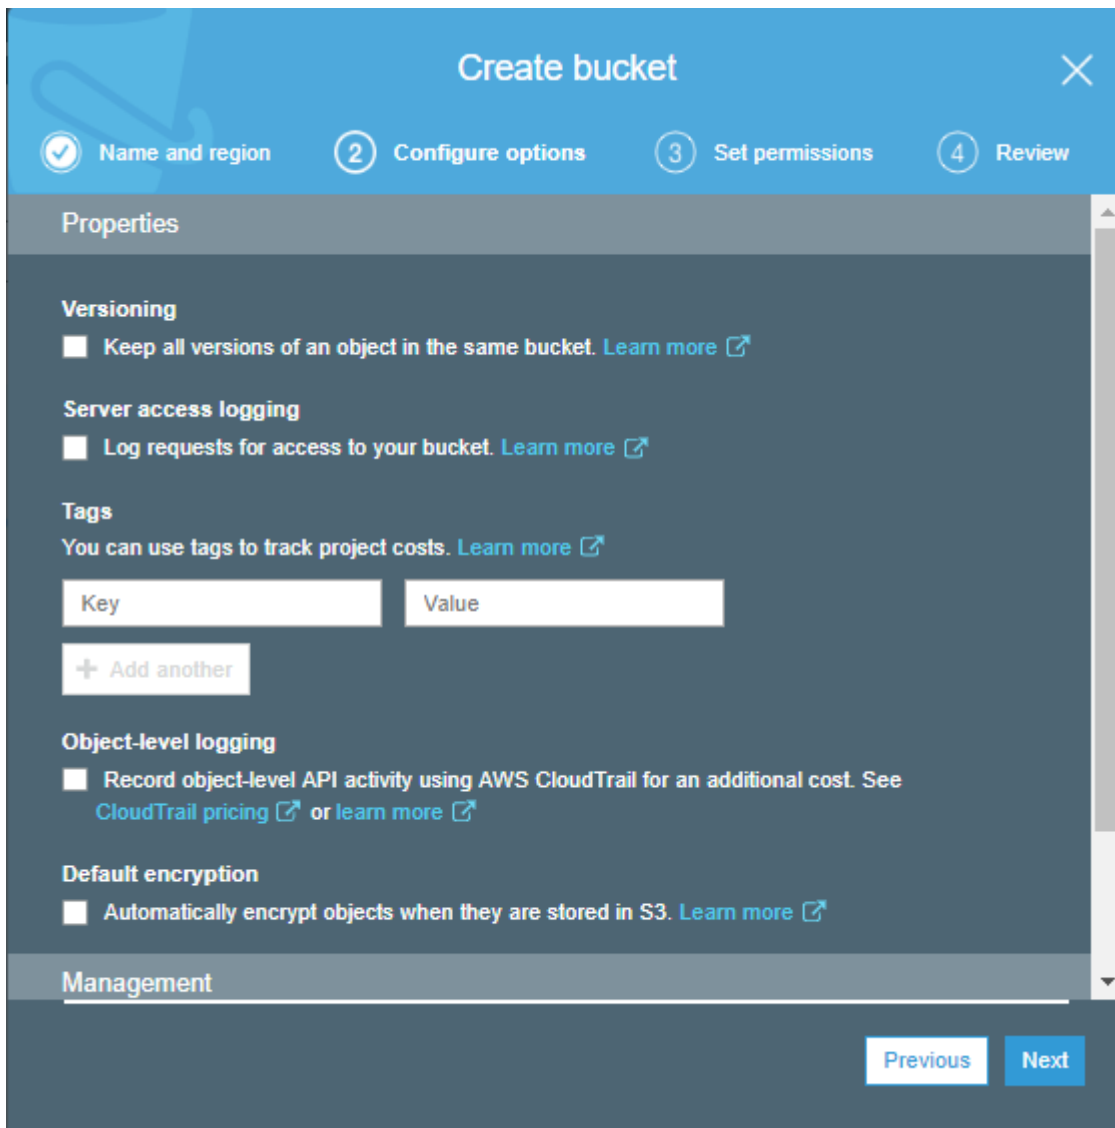 Create bucket
Name and region
2 Configure options
3 Set permissions
4 Review
Properties
Versioning
Keep all versions of an object in the same bucket. Learn more
Server access logging
Log requests for access to your bucket. Learn more
Tags
You can use tags to track project costs. Learn more
Key
Value
+ Add another
Object-level logging
Record object-level API activity using AWS CloudTrail for an additional cost. See
CloudTrail pricing or learn more
Default encryption
Automatically encrypt objects when they are stored in S3. Learn more
Management
Previous
Next